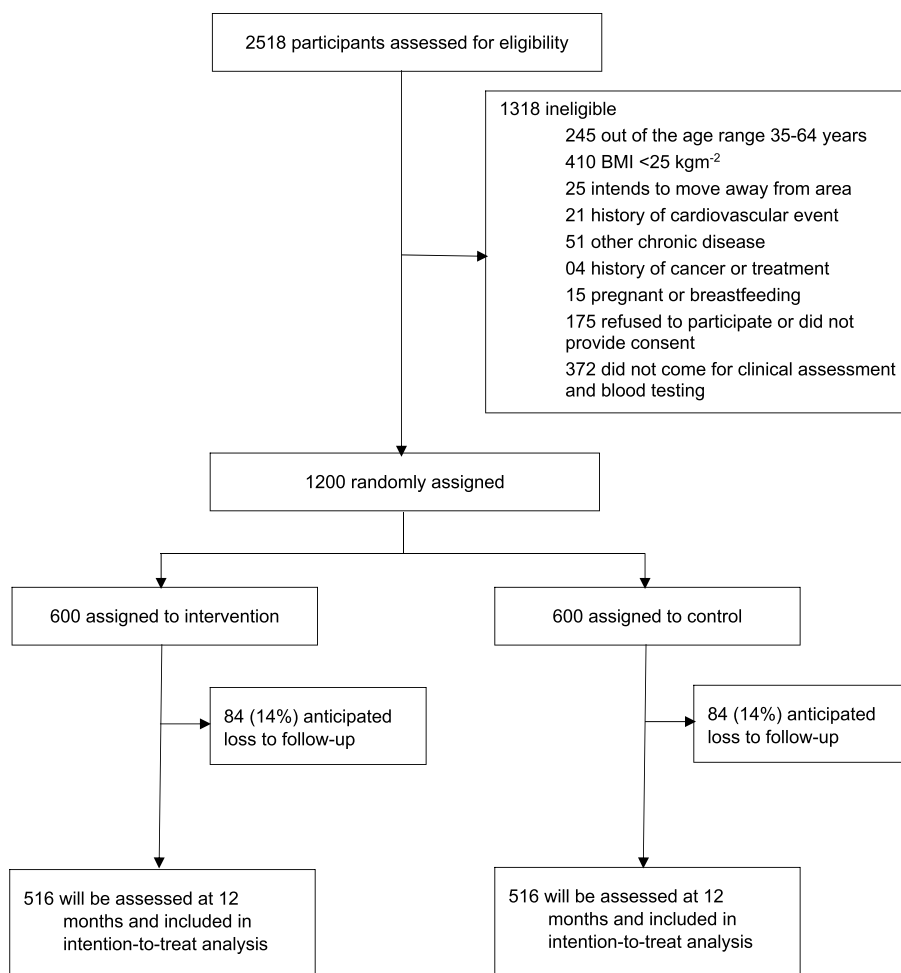 2518 participants assessed for eligibility
1318 ineligible
245 out of the age range 35-64 years
410 BMI <25 kgm⁻²
25 intends to move away from area
21 history of cardiovascular event
51 other chronic disease
04 history of cancer or treatment
15 pregnant or breastfeeding
175 refused to participate or did not
provide consent
372 did not come for clinical assessment
and blood testing
1200 randomly assigned
600 assigned to intervention
600 assigned to control
84 (14%) anticipated
loss to follow-up
84 (14%) anticipated
loss to follow-up
516 will be assessed at 12
months and included in
intention-to-treat analysis
516 will be assessed at 12
months and included in
intention-to-treat analysis